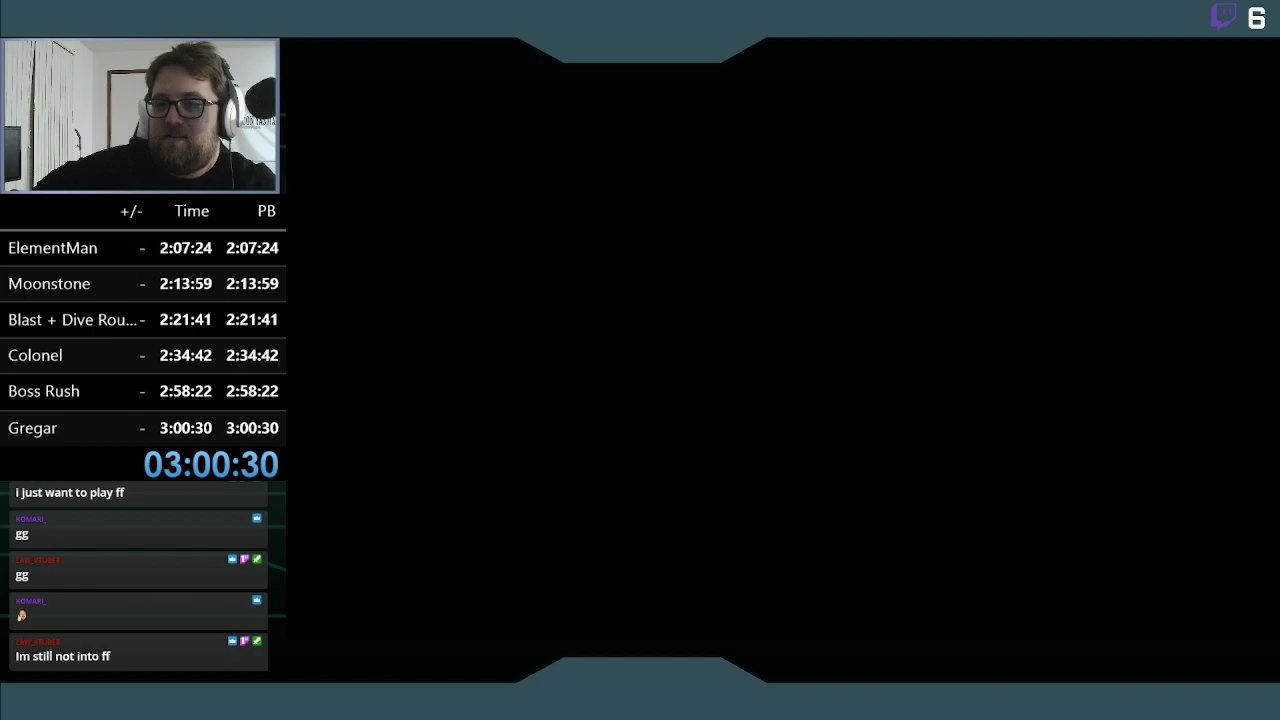 6
+/- Time PB
ElementMan - 2:07:24 2:07:24
Moonstone - 2:13:59 2:13:59
Blast + Dive Rou... - 2:21:41 2:21:41
Colonel - 2:34:42 2:34:42
Boss Rush - 2:58:22 2:58:22
Gregar - 3:00:30 3:00:30
03:00:30
I just want to play ff
KOMARI_
gg
gg
KOMARI_
Im still not into ff